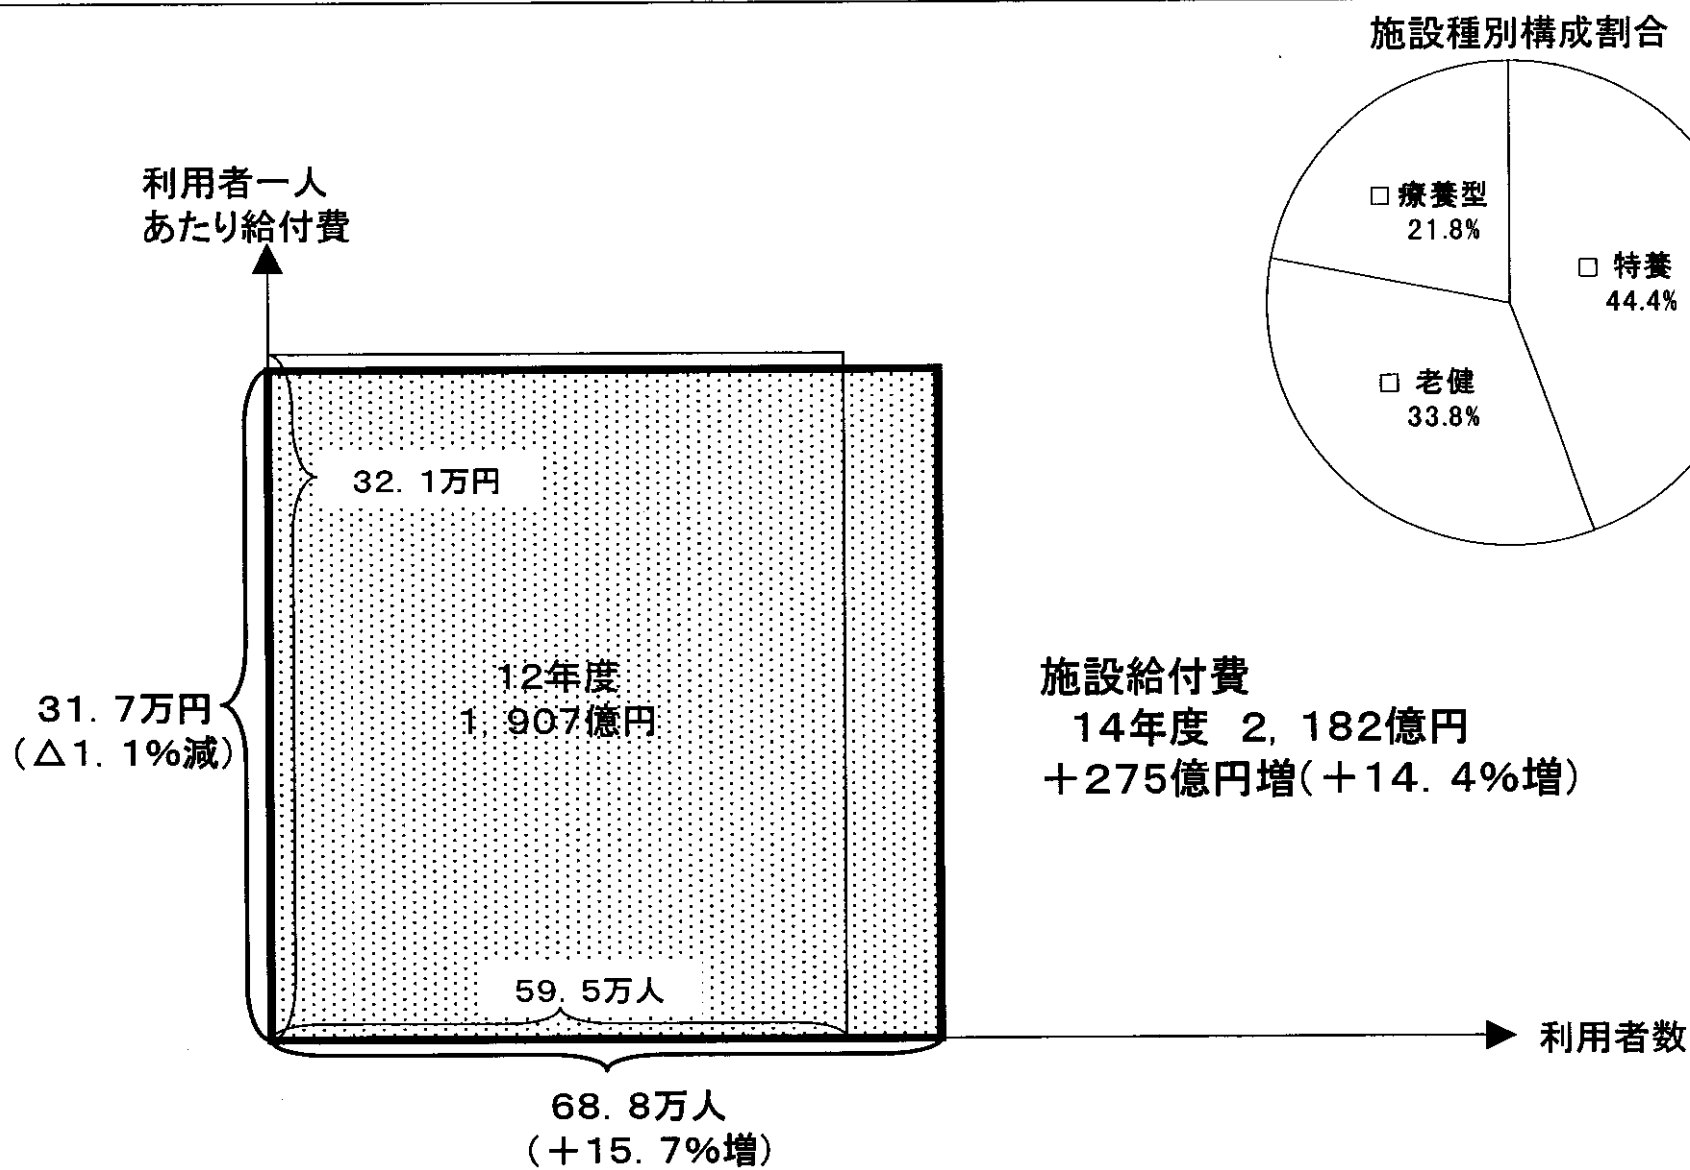 施設種別構成割合
□ 療養型
21.8%
□ 特養
44.4%
□ 老健
33.8%
利用者一人
あたり給付費
32.1万円
12年度
1,907億円
31.7万円
(△1.1%減)
59.5万人
68.8万人
(+15.7%増)
施設給付費
14年度 2,182億円
+275億円増(+14.4%増)
利用者数